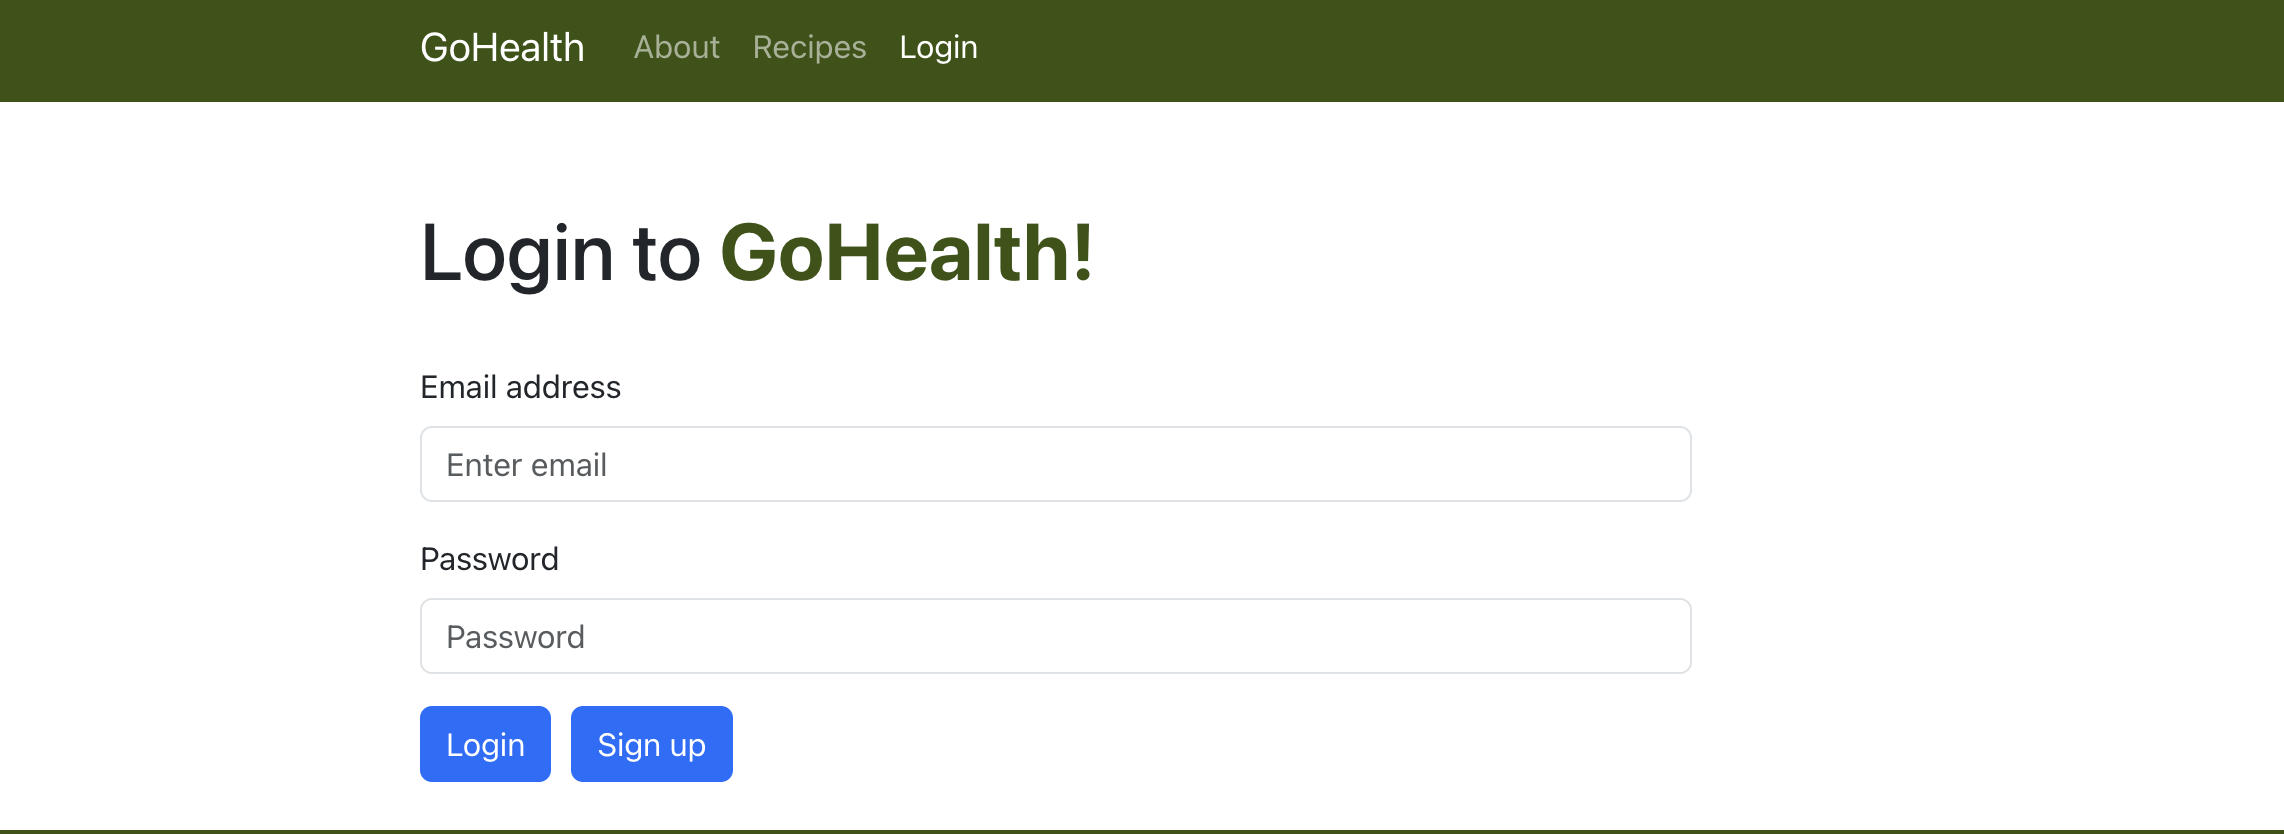 GoHealth About Recipes Login
Login to GoHealth!
Email address
Enter email
Password
Password
Login Sign up